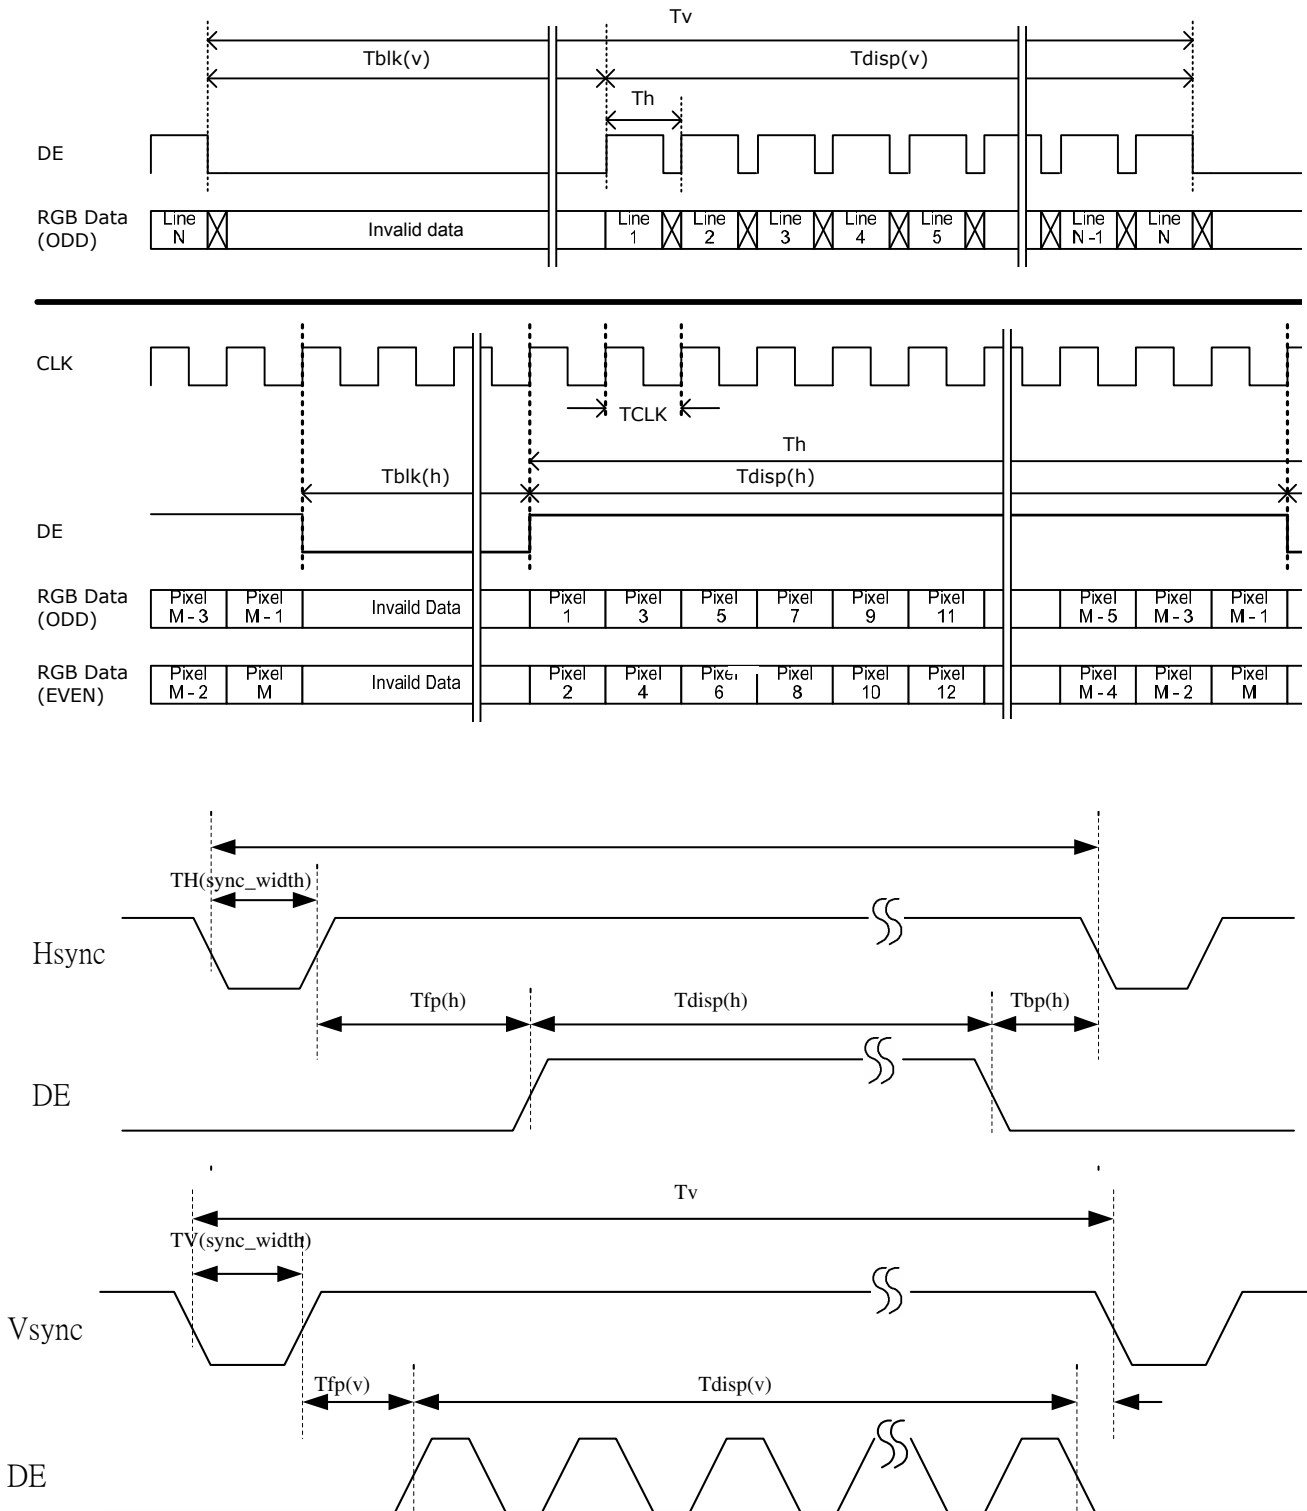 Tv
Tblk(v) Tdisp(v)
Th
DE
RGB Data (ODD)
Line N Invalid data Line 1 Line 2 Line 3 Line 4 Line 5 Line N-1 Line N
CLK
TCLK
Th
Tblk(h) Tdisp(h)
DE
RGB Data (ODD)
Pixel M-3 Pixel M-1 Invaild Data Pixel 1 Pixel 3 Pixel 5 Pixel 7 Pixel 9 Pixel 11 Pixel M-5 Pixel M-3 Pixel M-1
RGB Data (EVEN)
Pixel M-2 Pixel M Invaild Data Pixel 2 Pixel 4 Pixel 6 Pixel 8 Pixel 10 Pixel 12 Pixel M-4 Pixel M-2 Pixel M
TH(sync_width)
Hsync
Tfp(h) Tdisp(h) Tbp(h)
DE
Tv
TV(sync_width)
Vsync
Tfp(v) Tdisp(v)
DE